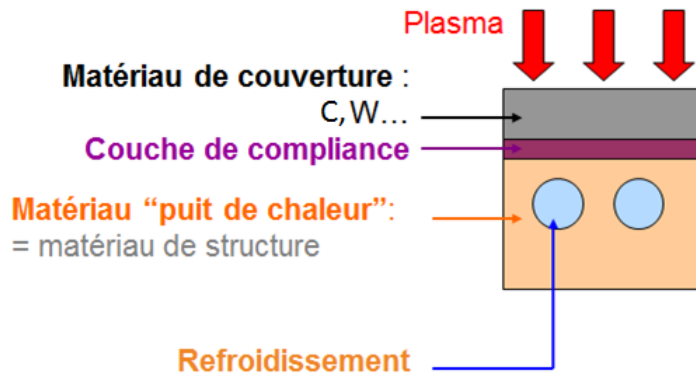 Plasma
Matériau de couverture :
C, W...
Couche de compliance
Matériau “puit de chaleur”:
= matériau de structure
Refroidissement